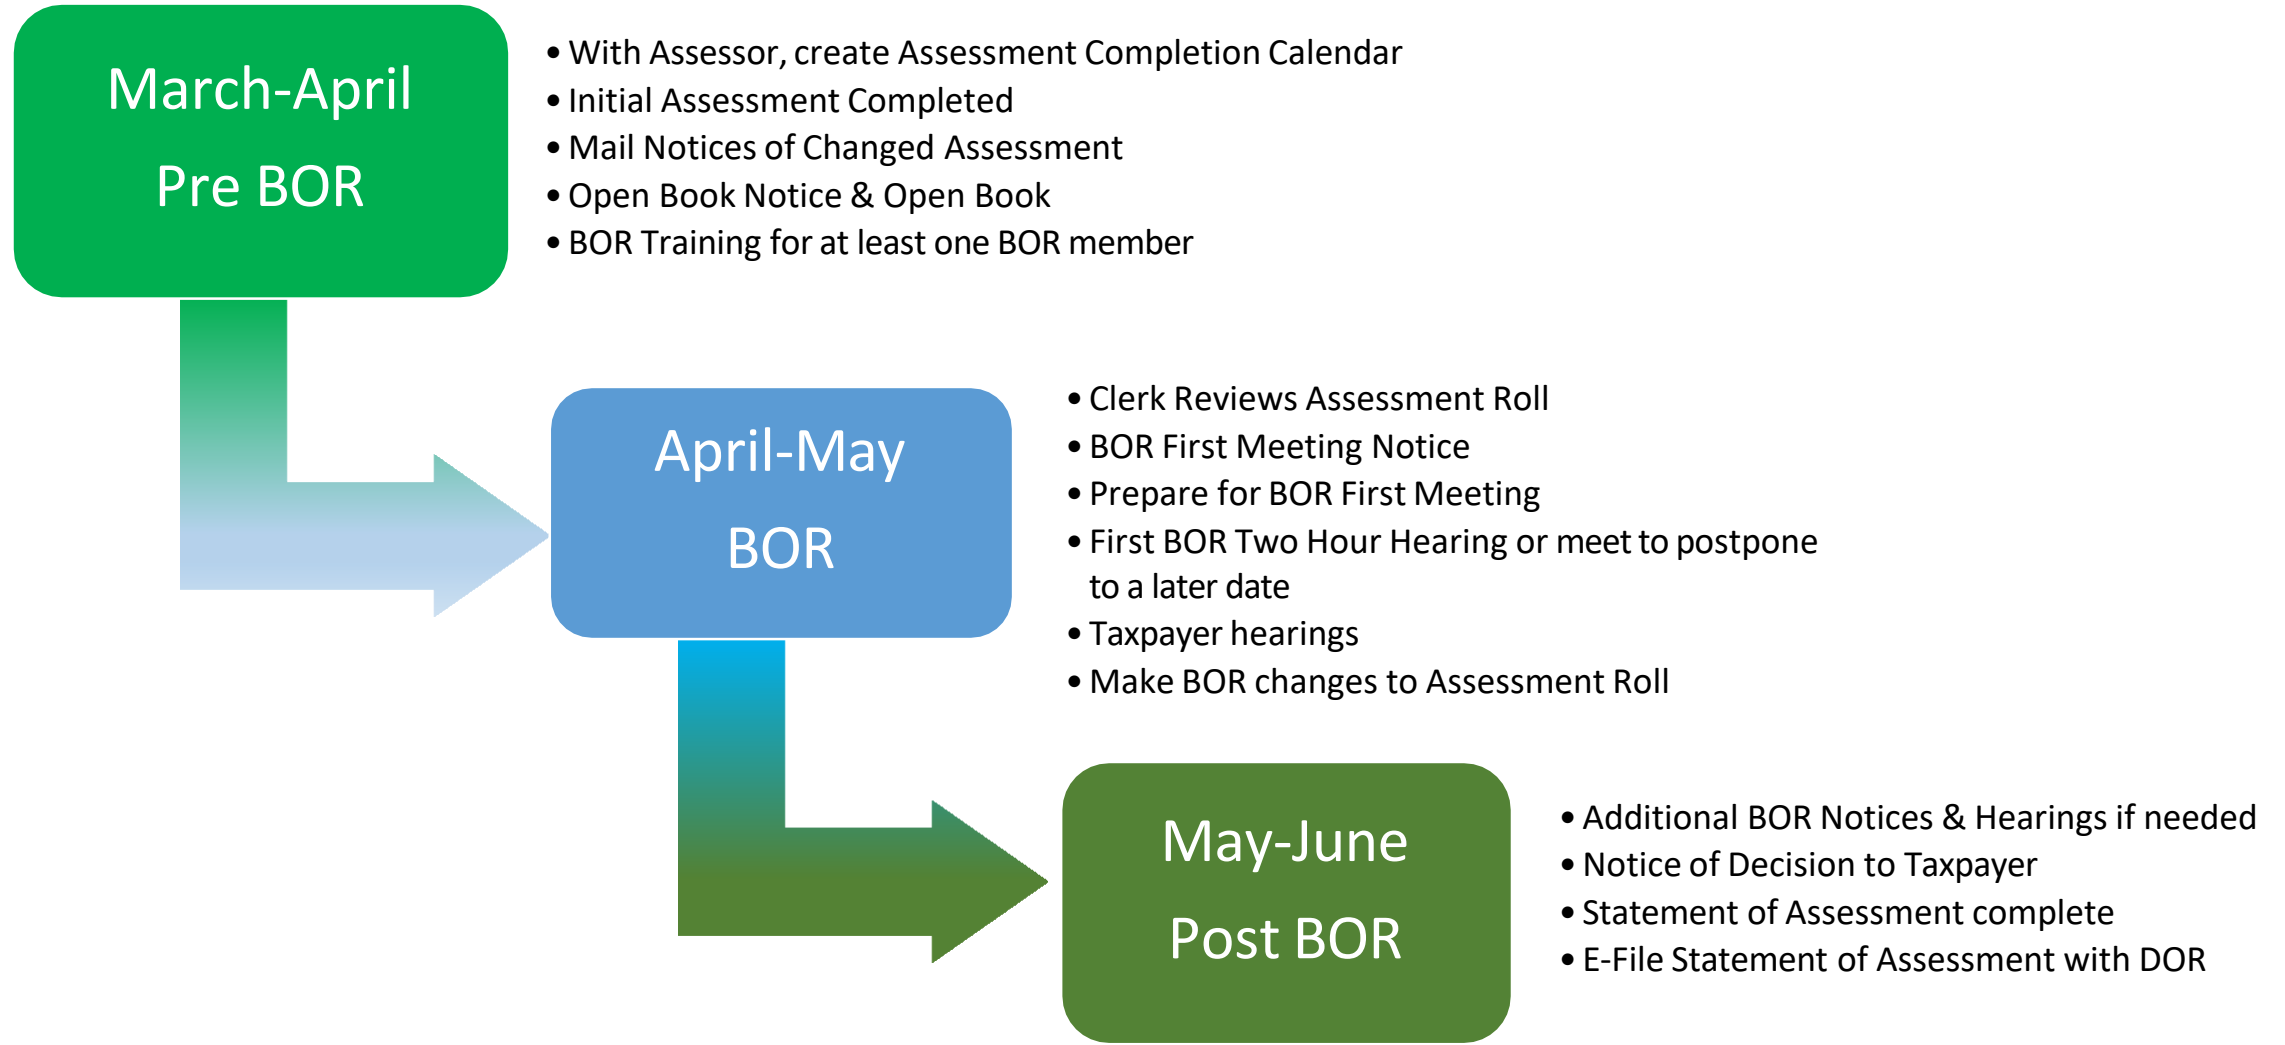 March-April
Pre BOR
• With Assessor, create Assessment Completion Calendar
• Initial Assessment Completed
• Mail Notices of Changed Assessment
• Open Book Notice & Open Book
• BOR Training for at least one BOR member
April-May
BOR
• Clerk Reviews Assessment Roll
• BOR First Meeting Notice
• Prepare for BOR First Meeting
• First BOR Two Hour Hearing or meet to postpone
to a later date
• Taxpayer hearings
• Make BOR changes to Assessment Roll
May-June
Post BOR
• Additional BOR Notices & Hearings if needed
• Notice of Decision to Taxpayer
• Statement of Assessment complete
• E-File Statement of Assessment with DOR